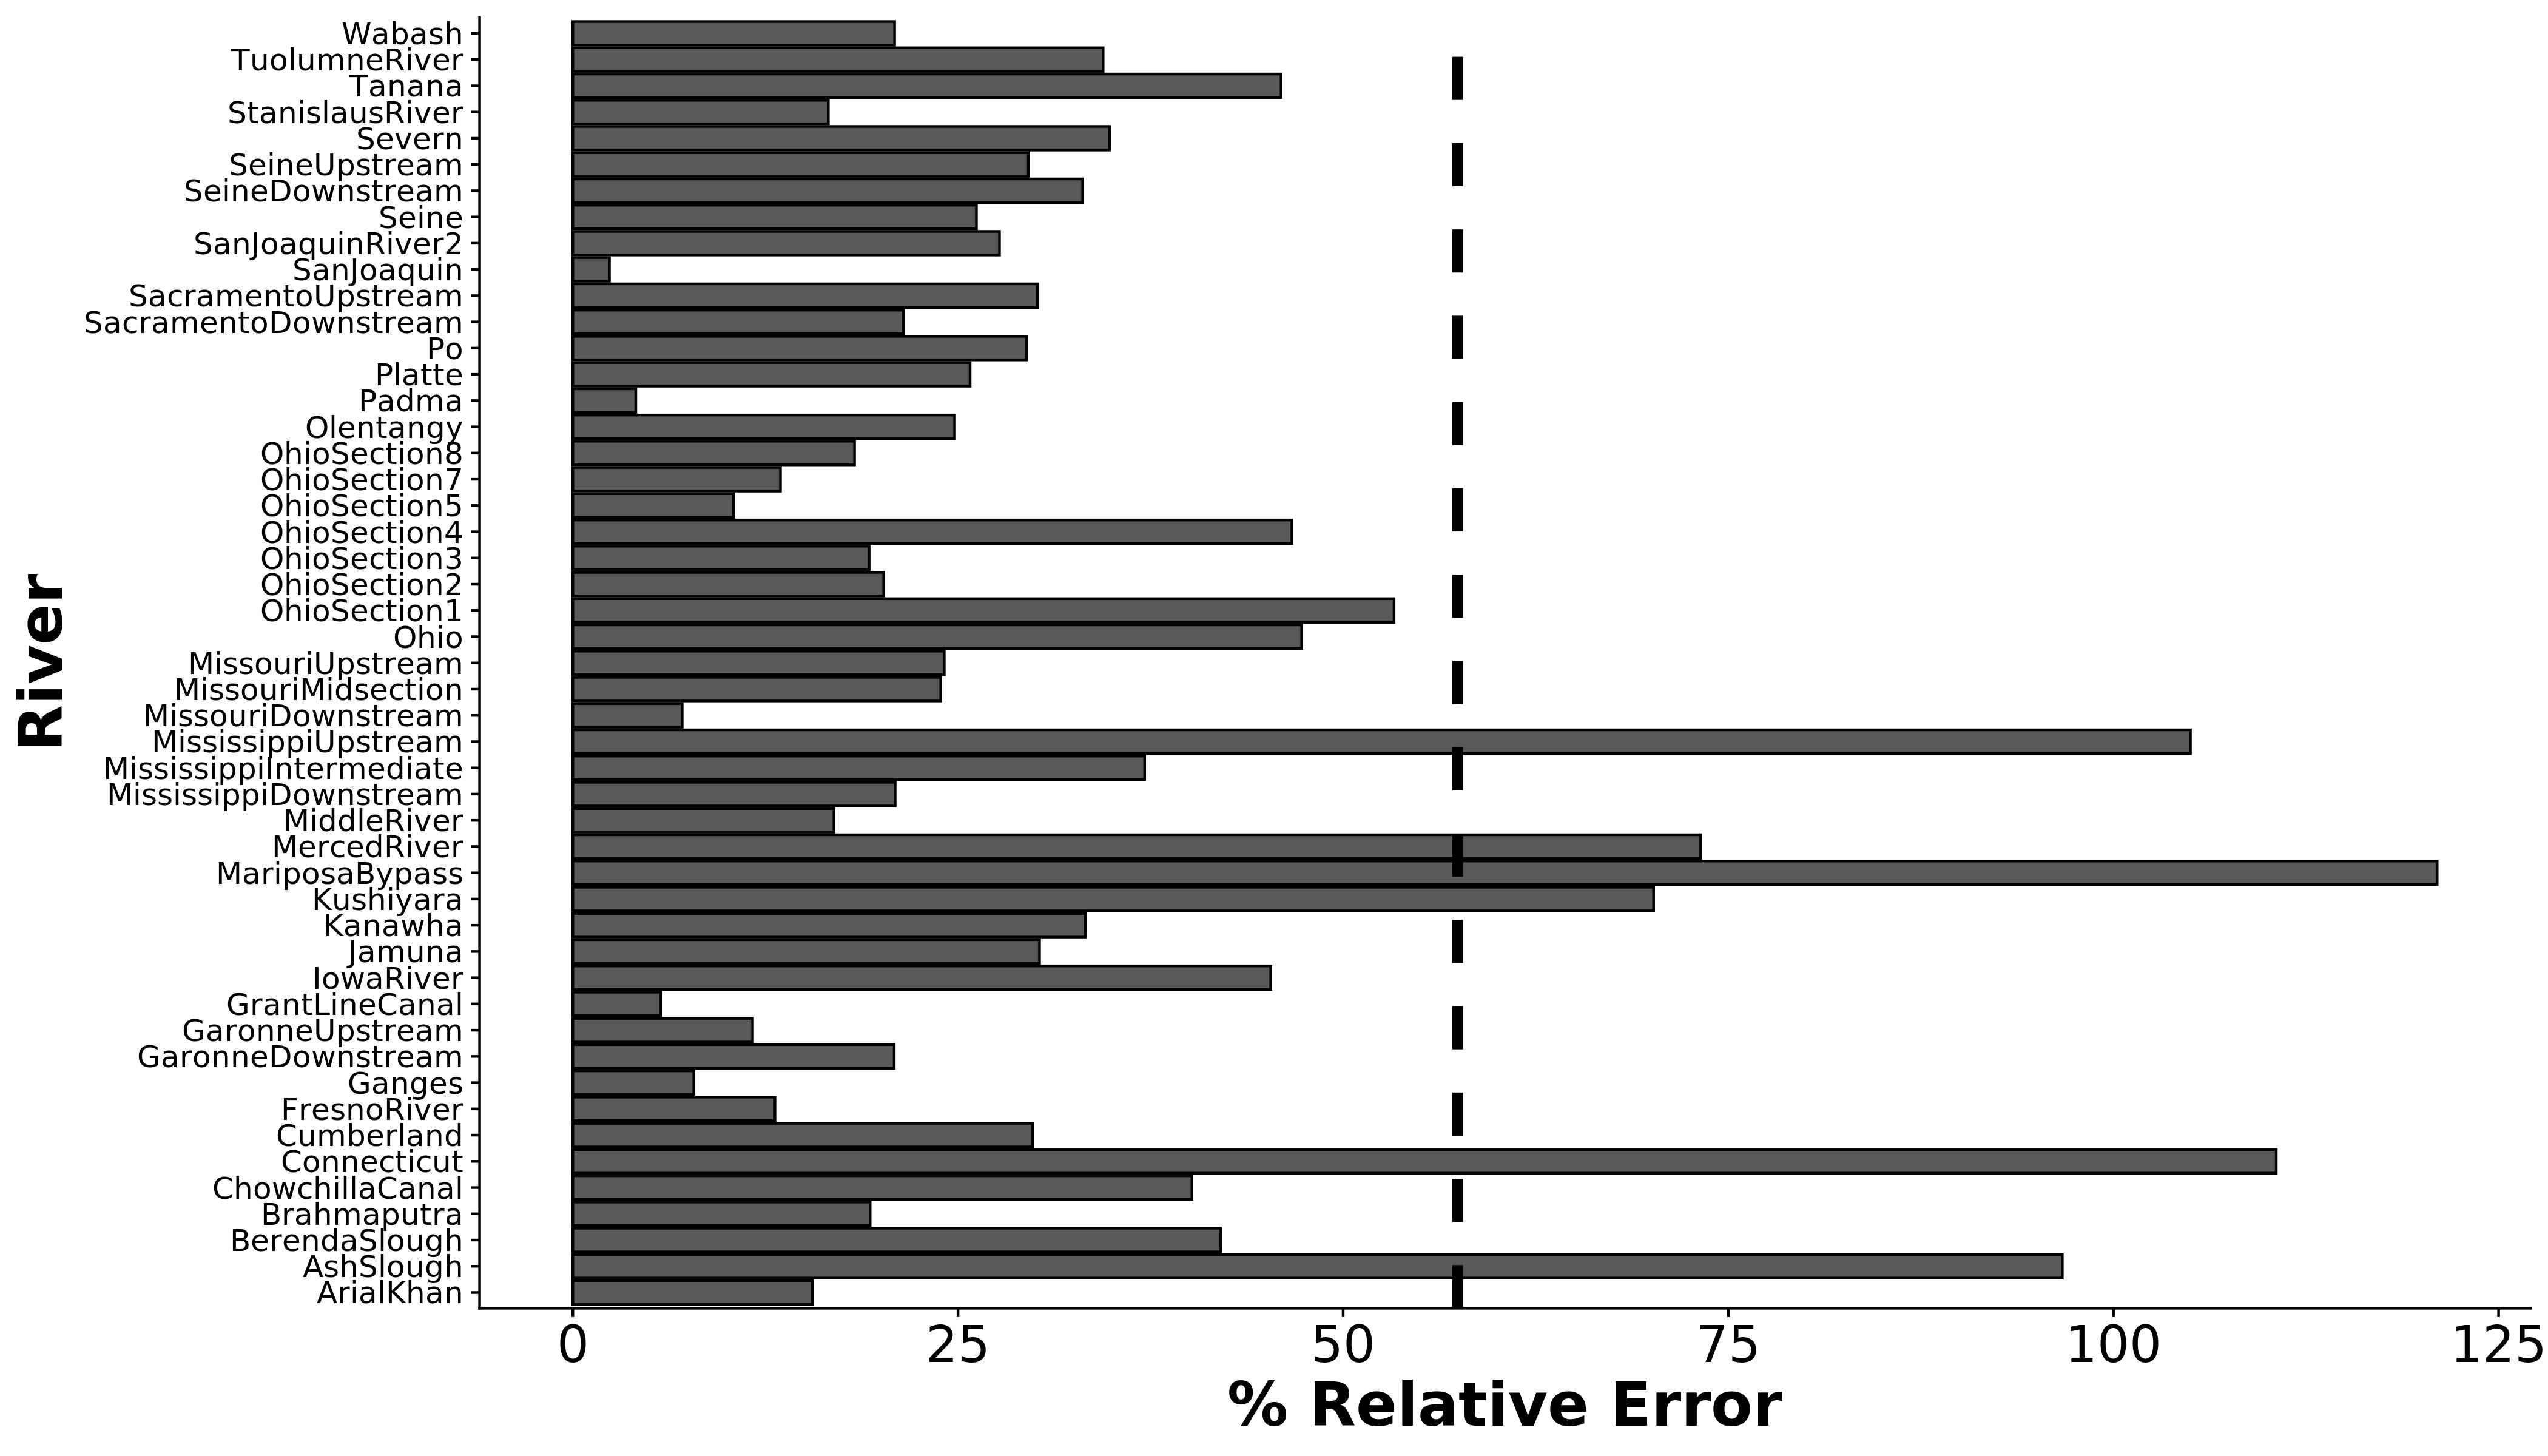 River
Wabash
TuolumneRiver
Tanana
StanislausRiver
Severn
SeineUpstream
SeineDownstream
Seine
SanJoaquinRiver2
SanJoaquin
SacramentoUpstream
SacramentoDownstream
Po
Platte
Padma
Olentangy
OhioSection8
OhioSection7
OhioSection5
OhioSection4
OhioSection3
OhioSection2
OhioSection1
Ohio
MissouriUpstream
MissouriMidsection
MissouriDownstream
MississippiUpstream
MississippiIntermediate
MississippiDownstream
MiddleRiver
MercedRiver
MariposaBypass
Kushiyara
Kanawha
Jamuna
IowaRiver
GrantLineCanal
GaronneUpstream
GaronneDownstream
Ganges
FresnoRiver
Cumberland
Connecticut
ChowchillaCanal
Brahmaputra
BerendaSlough
AshSlough
ArialKhan
0 25 50 75 100 125
% Relative Error